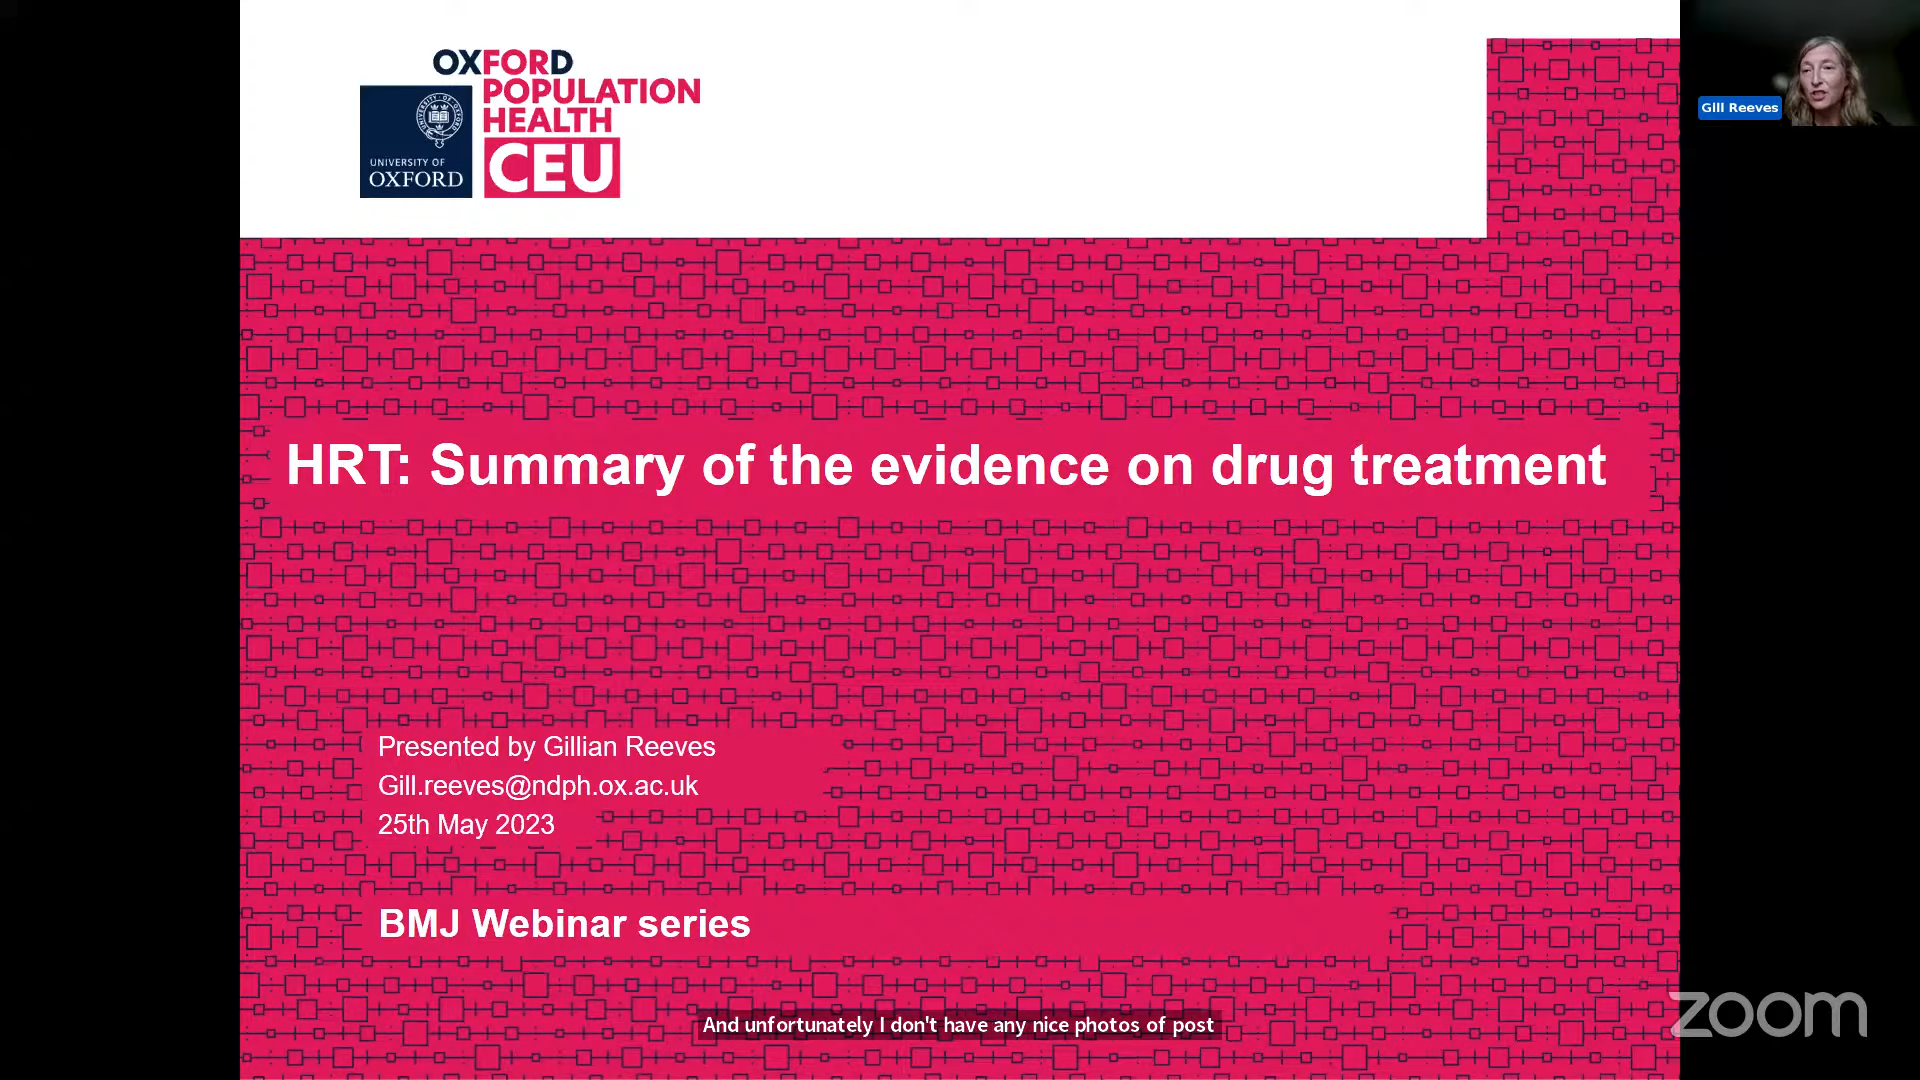 OXFORD
POPULATION
HEALTH
CEU
UNIVERSITY OF
OXFORD
Gill Reeves
HRT: Summary of the evidence on drug treatment
Presented by Gillian Reeves
Gill.reeves@ndph.ox.ac.uk
25th May 2023
BMJ Webinar series
And unfortunately I don't have any nice photos of post
zoom